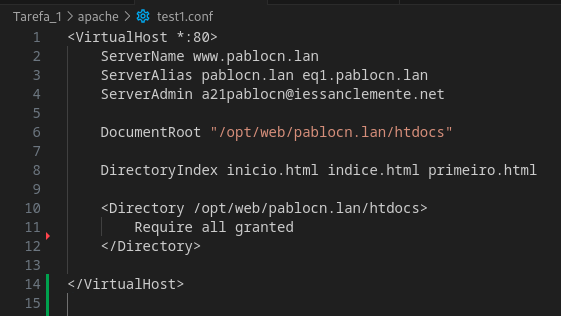 Tarefa_1 > apache > test1.conf
1 <VirtualHost *:80>
2 ServerName www.pablocn.lan
3 ServerAlias pablocn.lan eq1.pablocn.lan
4 ServerAdmin a21pablocn@iessanclemente.net
5
6 DocumentRoot "/opt/web/pablocn.lan/htdocs"
7
8 DirectoryIndex inicio.html indice.html primeiro.html
9
10 <Directory /opt/web/pablocn.lan/htdocs>
11 Require all granted
12 </Directory>
13
14 </VirtualHost>
15